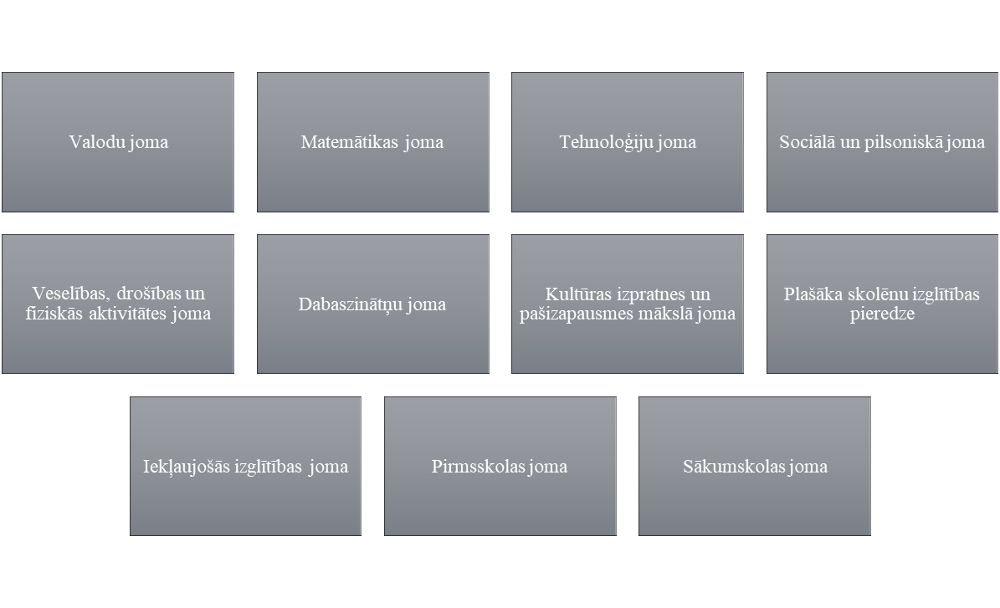 Valodu joma
Matemātikas joma
Tehnoloģiju joma
Sociālā un pilsoniskā joma
Veselības, drošības un
fiziskās aktivitātes joma
Dabaszinātņu joma
Kultūras izpratnes un
pašizapausmes mākslā joma
Plašāka skolēnu izglītības
pieredze
Iekļaujošās izglītības joma
Pirmsskolas joma
Sākumskolas joma